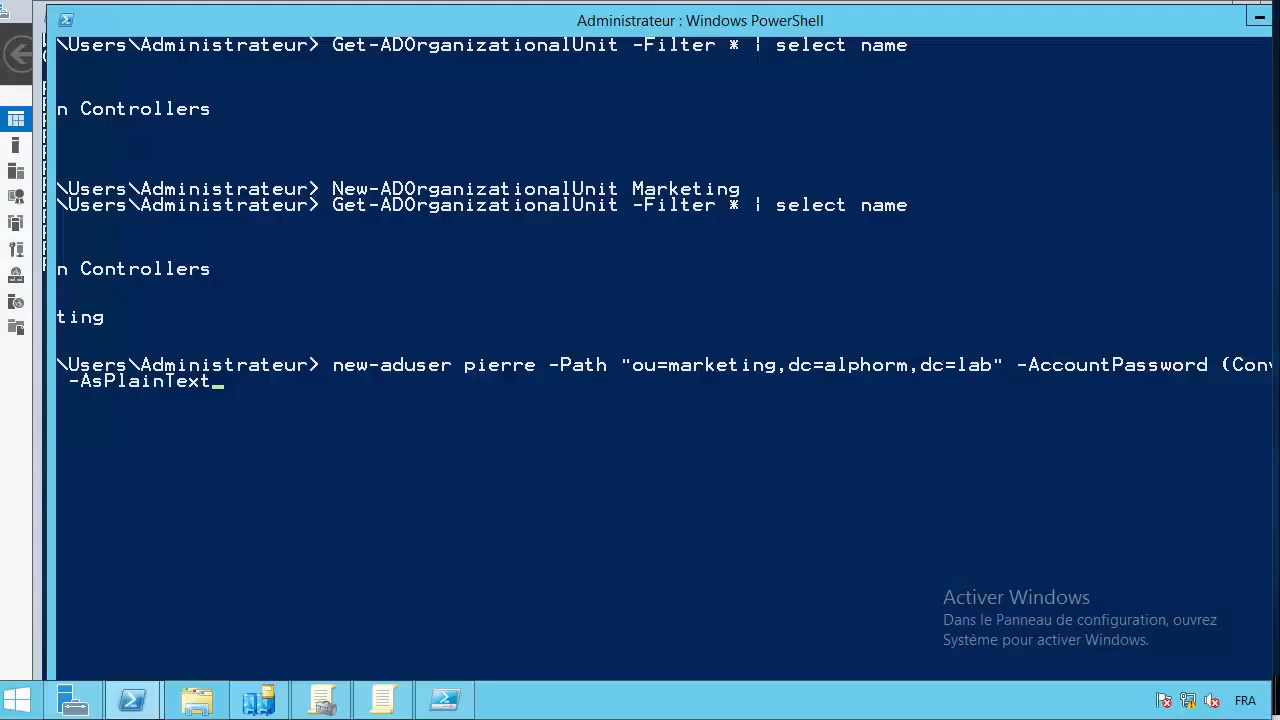 Administrateur : Windows PowerShell
\Users\Administrateur> Get-ADOrganizationalUnit -Filter * | select name
n Controllers
\Users\Administrateur> New-ADOrganizationalUnit Marketing
\Users\Administrateur> Get-ADOrganizationalUnit -Filter * | select name
n Controllers
ting
\Users\Administrateur> new-aduser pierre -Path "ou=marketing,dc=alphorm,dc=lab" -AccountPassword (Conv
-AsPlainText_
Activer Windows
Dans le Panneau de configuration, ouvrez
Système pour activer Windows.
FRA